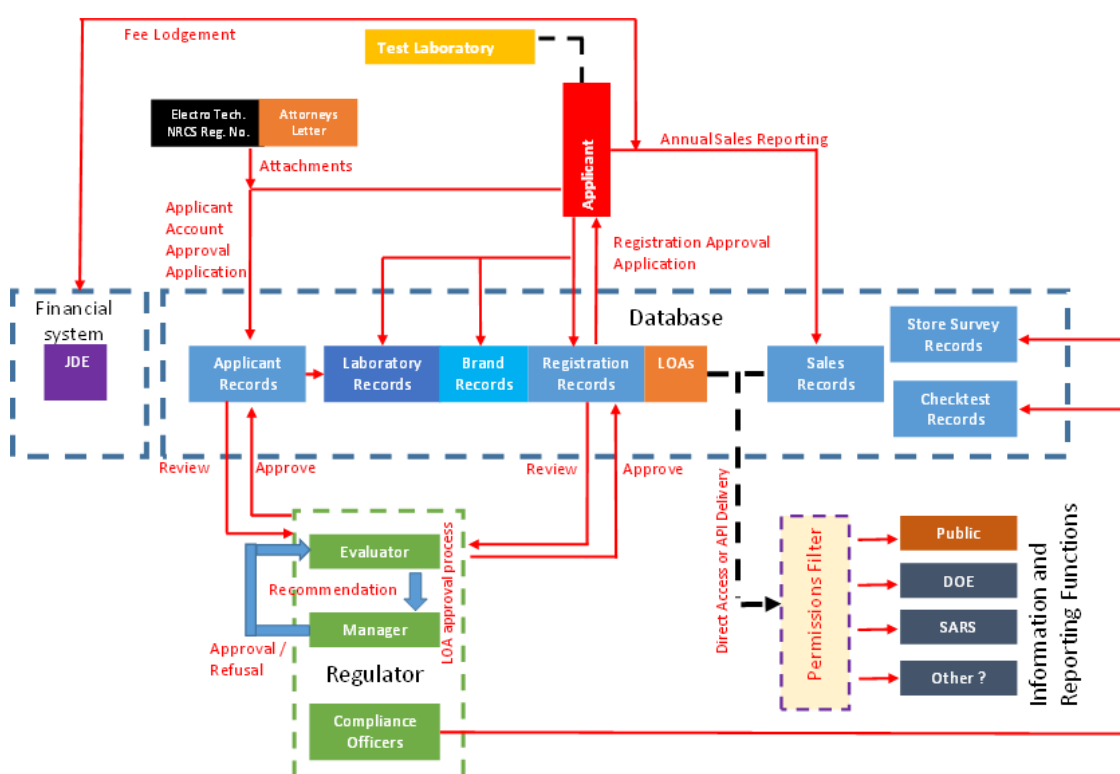 Fee Lodgement
Test Laboratory
Electro Tech.
NRCS Reg. No.
Attorneys
Letter
Applicant
Annual Sales Reporting
Attachments
Applicant
Account
Approval
Application
Registration Approval
Application
Financial
system
JDE
Database
Store Survey
Records
Applicant
Records
Laboratory
Records
Brand
Records
Registration
Records
LOAs
Sales
Records
Checktest
Records
Review
Approve
Review
Approve
Evaluator
Recommendation
Manager
LOA approval process
Approval /
Refusal
Regulator
Compliance
Officers
Direct Access or API Delivery
Permissions Filter
Public
DOE
SARS
Other ?
Information and
Reporting Functions